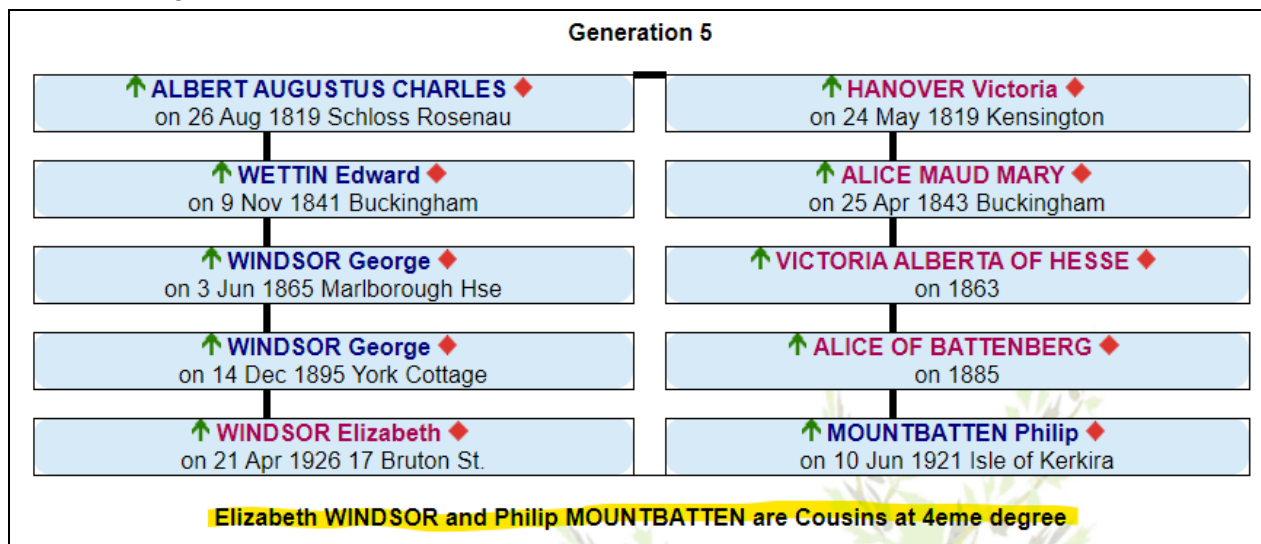 Generation 5
ALBERT AUGUSTUS CHARLES
on 26 Aug 1819 Schloss Rosenau
HANOVER Victoria
on 24 May 1819 Kensington
WETTIN Edward
on 9 Nov 1841 Buckingham
ALICE MAUD MARY
on 25 Apr 1843 Buckingham
WINDSOR George
on 3 Jun 1865 Marlborough Hse
VICTORIA ALBERTA OF HESSE
on 1863
WINDSOR George
on 14 Dec 1895 York Cottage
ALICE OF BATTENBERG
on 1885
WINDSOR Elizabeth
on 21 Apr 1926 17 Bruton St.
MOUNTBATTEN Philip
on 10 Jun 1921 Isle of Kerkira
Elizabeth WINDSOR and Philip MOUNTBATTEN are Cousins at 4eme degree